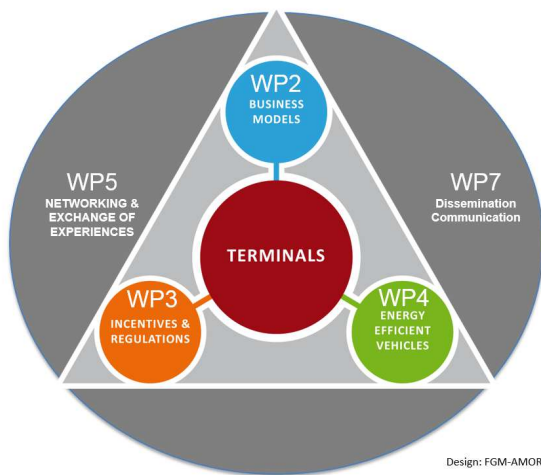 WP2
BUSINESS
MODELS
WP5
NETWORKING &
EXCHANGE OF
EXPERIENCES
WP7
Dissemination
Communication
TERMINALS
WP3
INCENTIVES &
REGULATIONS
WP4
ENERGY
EFFICIENT
VEHICLES
Design: FGM-AMOR